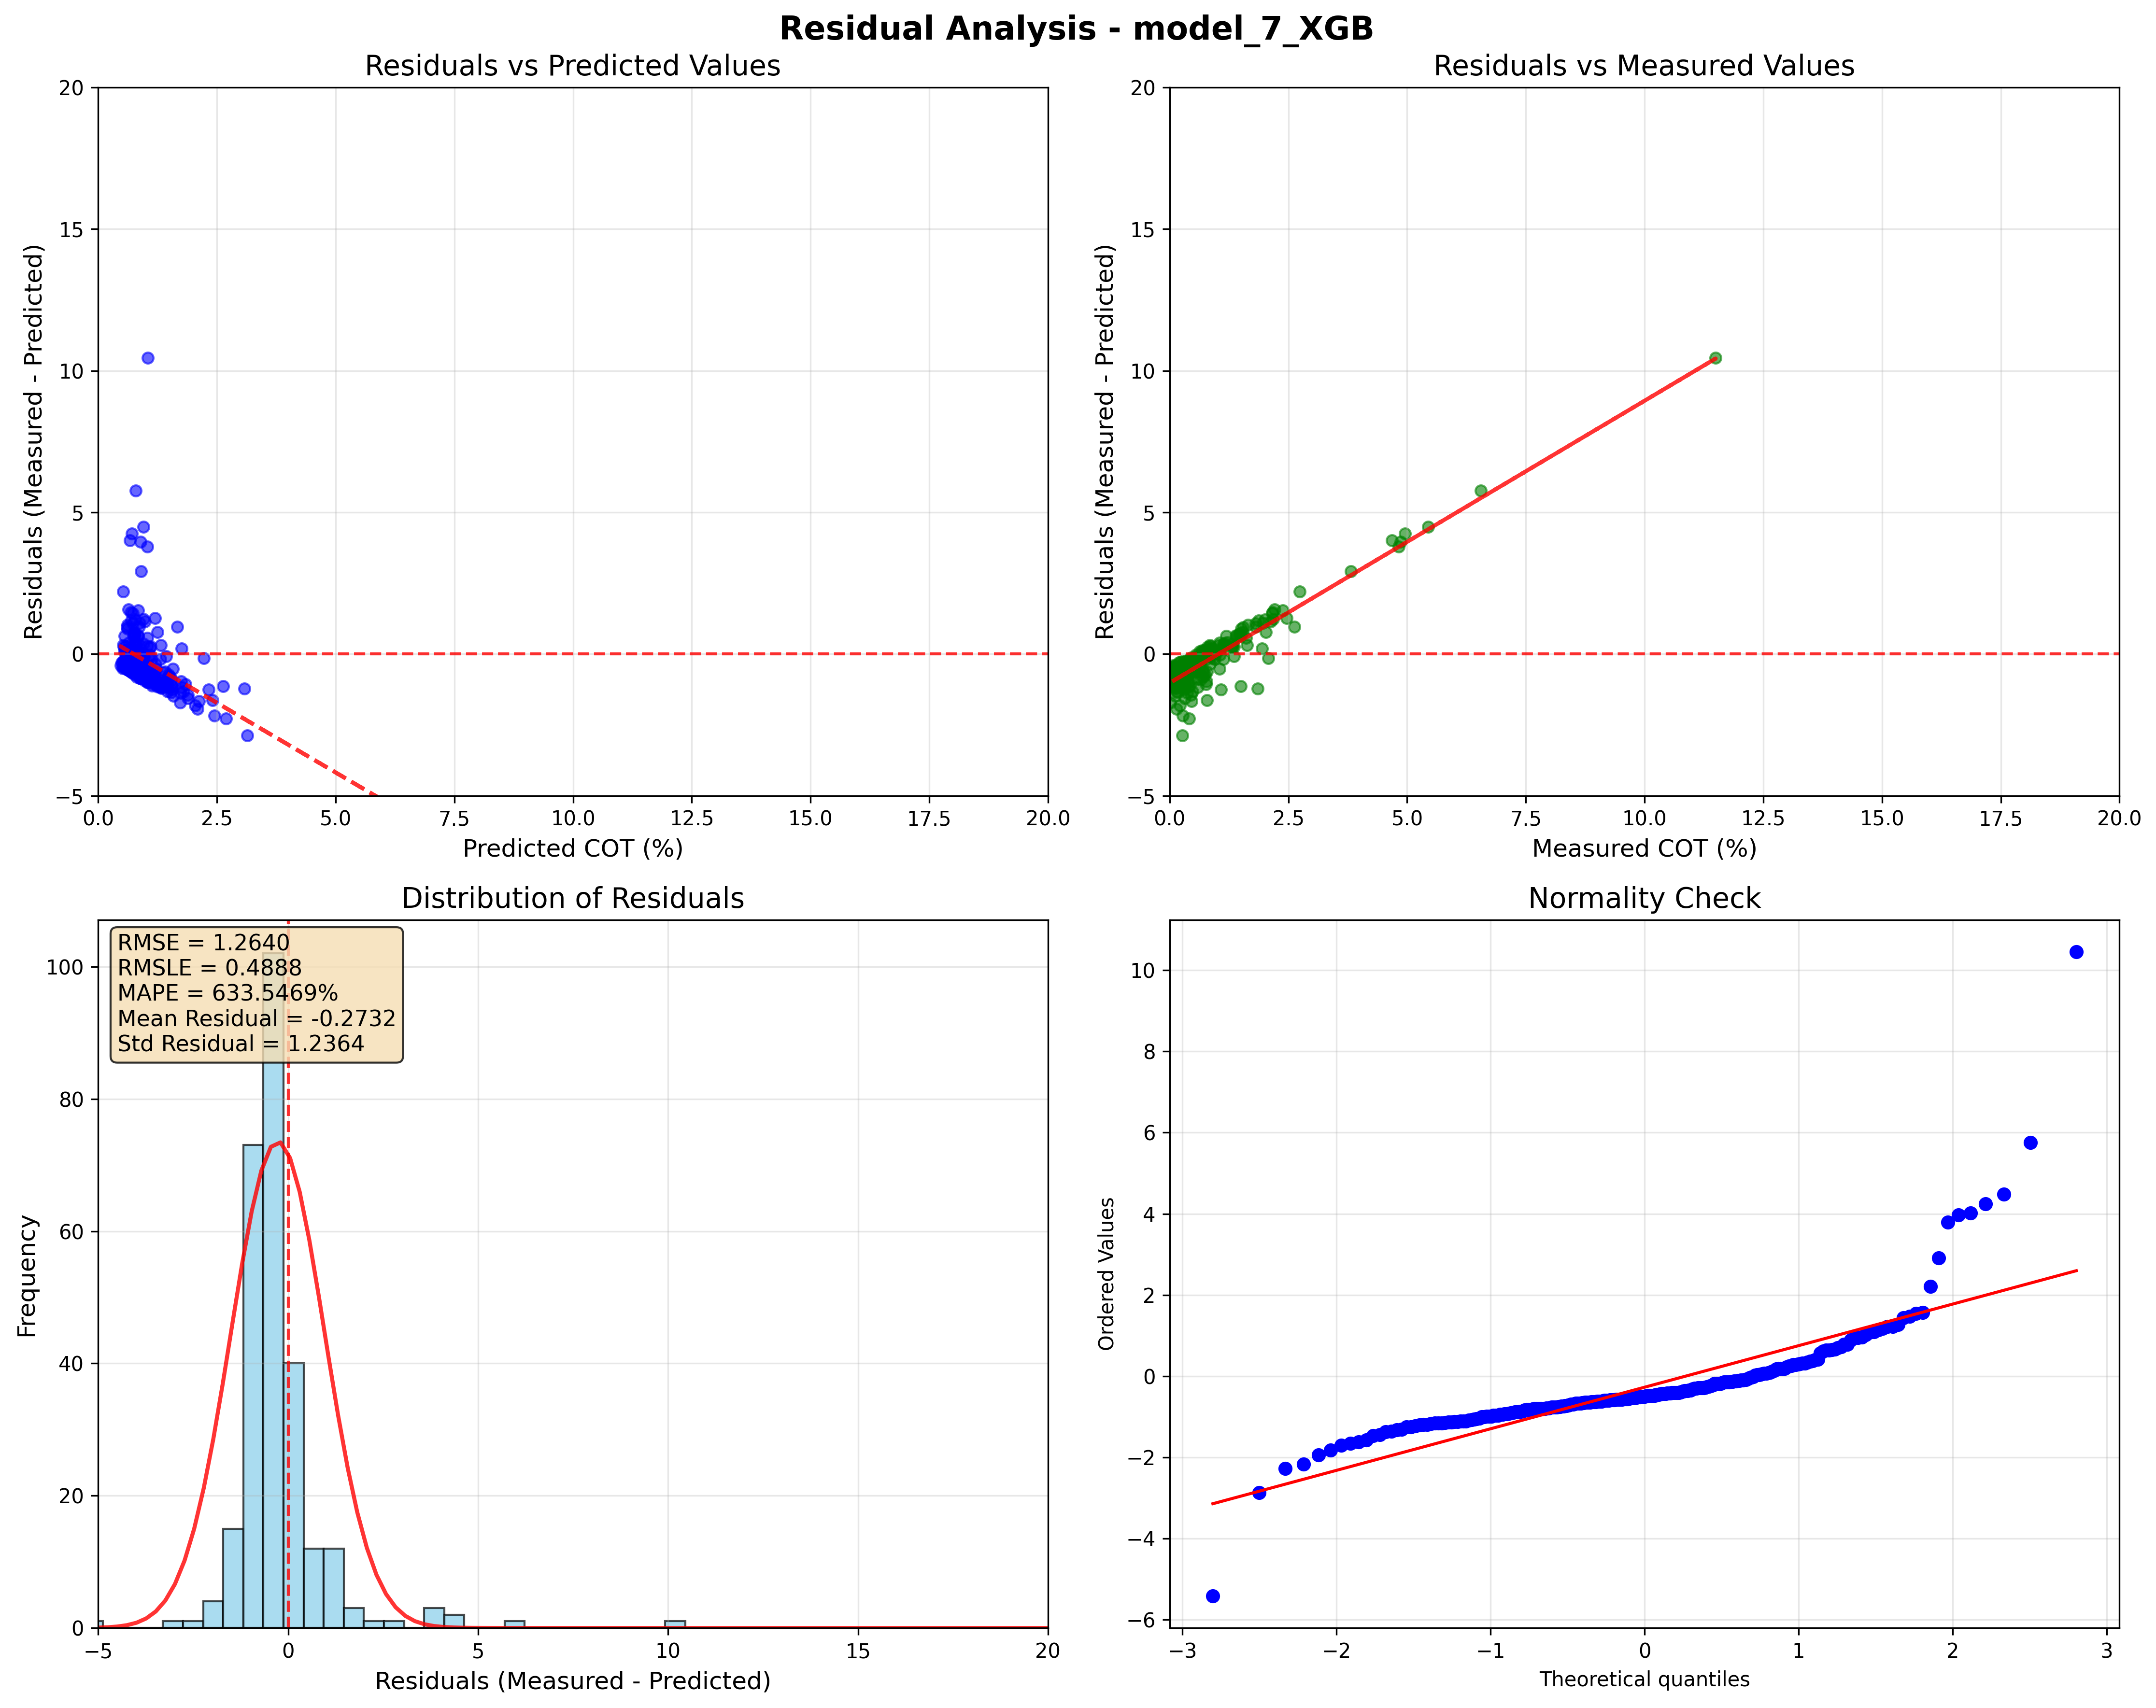 Residual Analysis - model_7_XGB
Residuals vs Predicted Values
20
15
10
5
0
−5
0.0 2.5 5.0 7.5 10.0 12.5 15.0 17.5 20.0
Residuals (Measured - Predicted)
Predicted COT (%)
Residuals vs Measured Values
20
15
10
5
0
−5
0.0 2.5 5.0 7.5 10.0 12.5 15.0 17.5 20.0
Residuals (Measured - Predicted)
Measured COT (%)
Distribution of Residuals
RMSE = 1.2640
RMSLE = 0.4888
MAPE = 633.5469%
Mean Residual = -0.2732
Std Residual = 1.2364
100
80
60
40
20
0
−5 0 5 10 15 20
Frequency
Residuals (Measured - Predicted)
Normality Check
10
8
6
4
2
0
−2
−4
−6
−3 −2 −1 0 1 2 3
Ordered Values
Theoretical quantiles